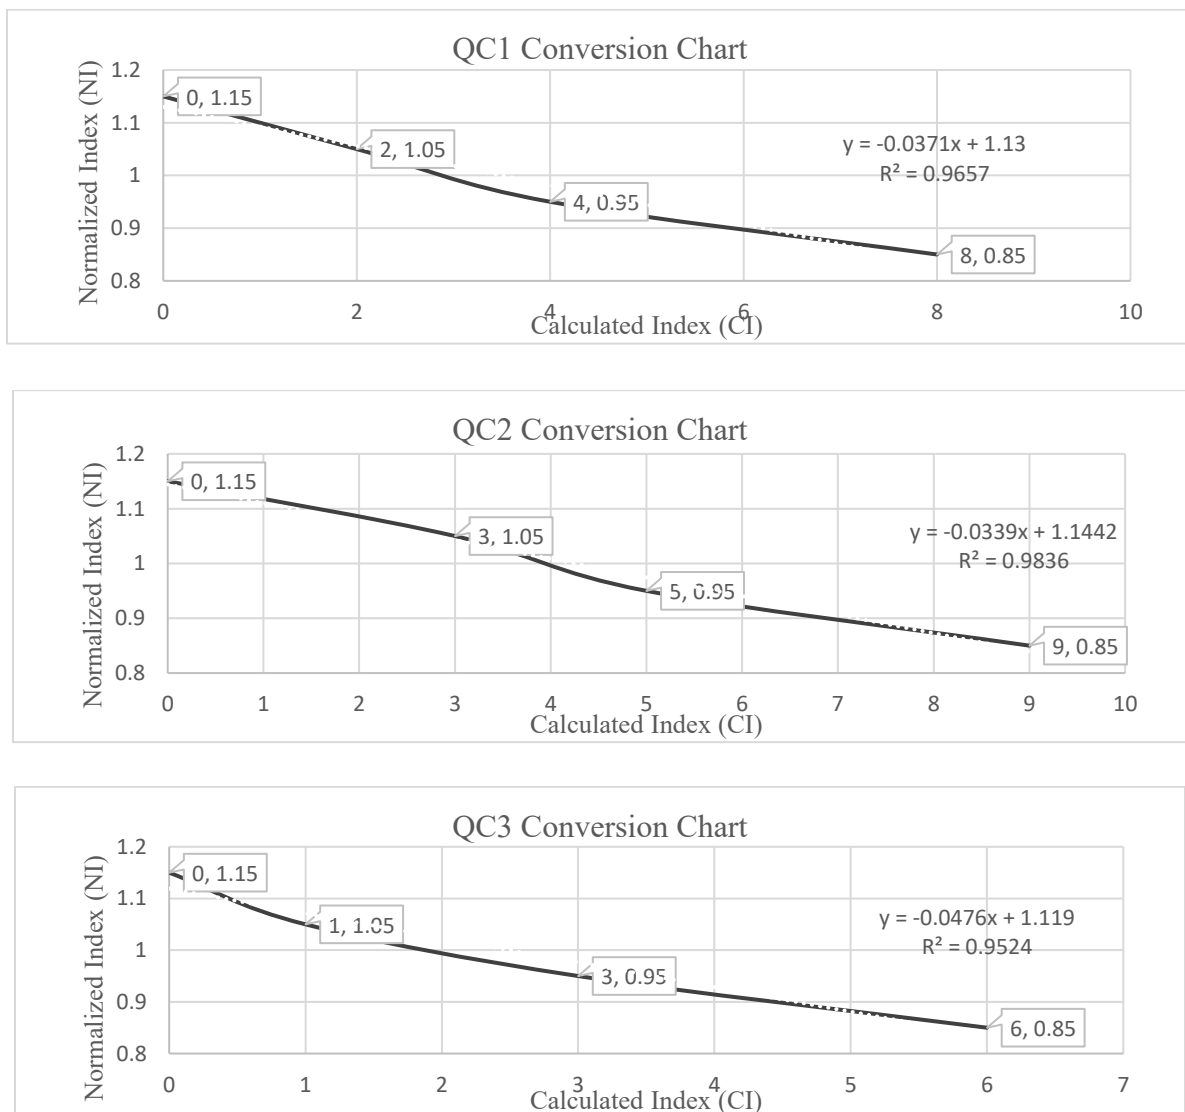 QC1 Conversion Chart
Normalized Index (NI)
1.2
1.1
1
0.9
0.8
0, 1.15
2, 1.05
4, 0.95
8, 0.85
y = -0.0371x + 1.13
R² = 0.9657
0 2 4 6 8 10
Calculated Index (CI)
QC2 Conversion Chart
Normalized Index (NI)
1.2
1.1
1
0.9
0.8
0, 1.15
3, 1.05
5, 0.95
9, 0.85
y = -0.0339x + 1.1442
R² = 0.9836
0 1 2 3 4 5 6 7 8 9 10
Calculated Index (CI)
QC3 Conversion Chart
Normalized Index (NI)
1.2
1.1
1
0.9
0.8
0, 1.15
1, 1.05
3, 0.95
6, 0.85
y = -0.0476x + 1.119
R² = 0.9524
0 1 2 3 4 5 6 7
Calculated Index (CI)